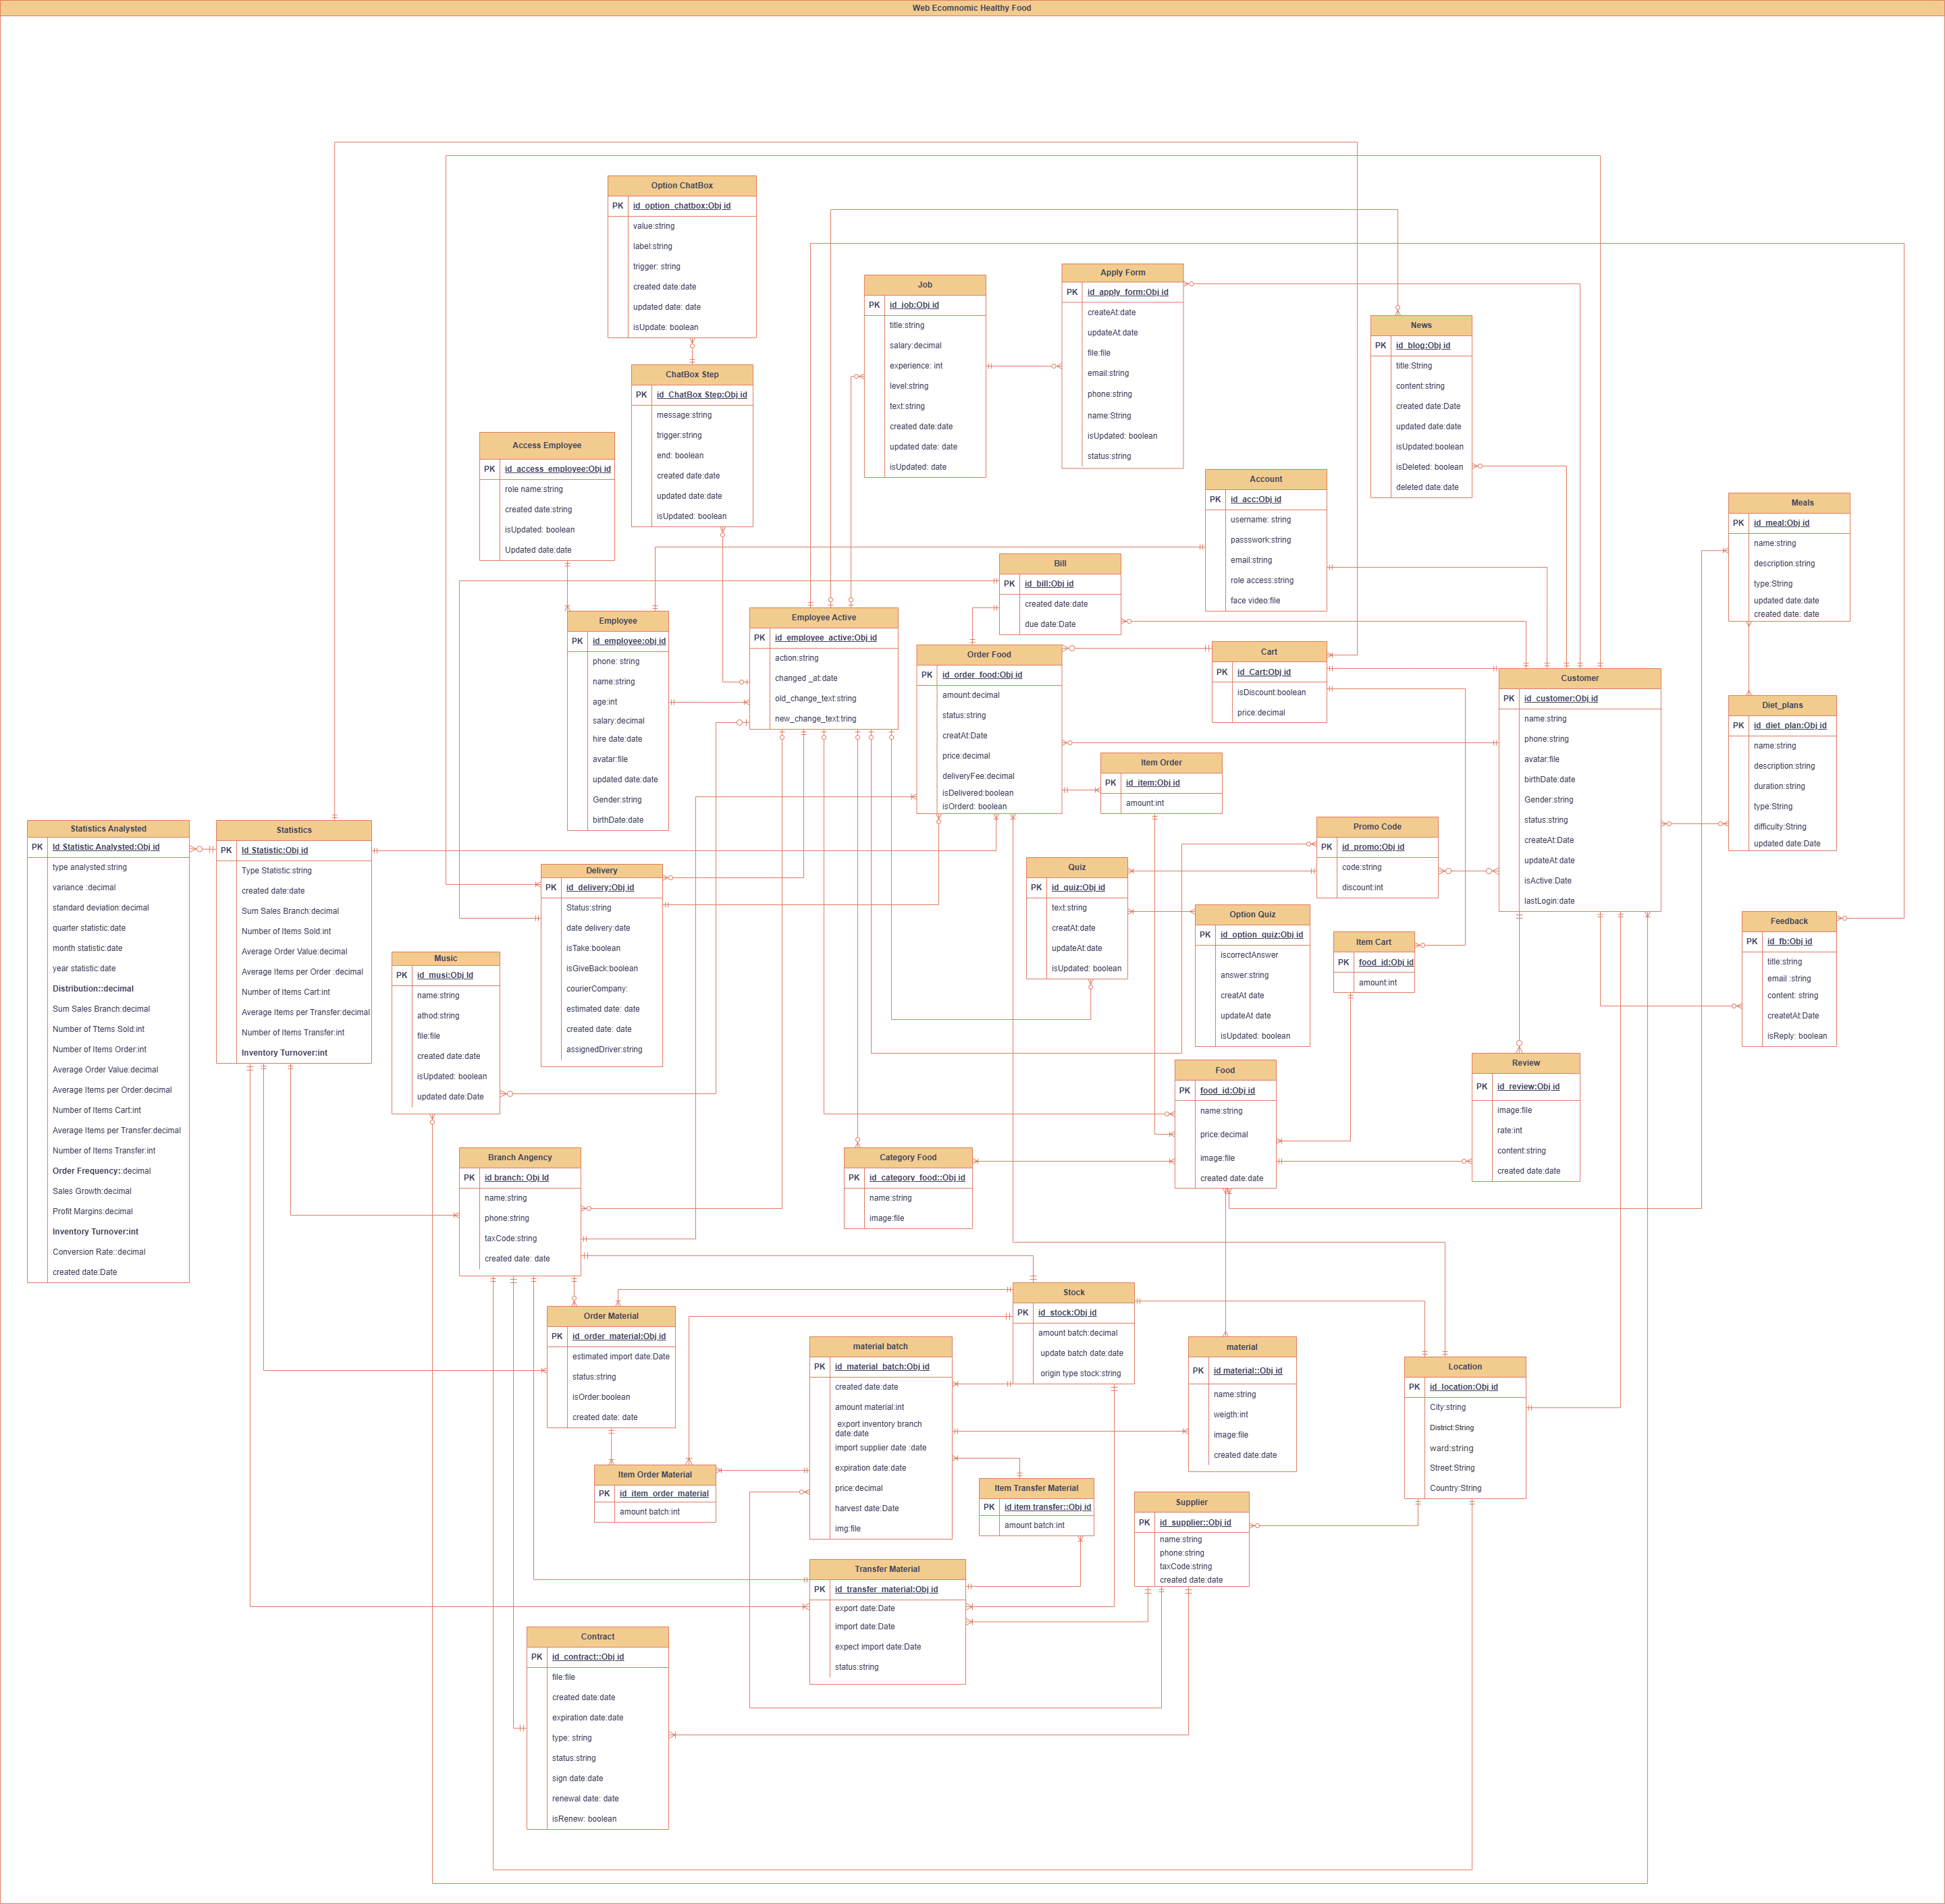 Web Ecomnomic Healthy Food
Option ChatBox
PK id_option_chatbox:Obj id
value:string
label:string
trigger: string
created date:date
updated date: date
isUpdate: boolean
ChatBox Step
PK id_ChatBox Step:Obj id
message:string
trigger:string
end: boolean
created date:date
updated date:date
isUpdated: boolean
Job
PK id_job:Obj id
title:string
salary:decimal
experience: int
level:string
text:string
created date:date
updated date: date
isUpdated: date
Apply Form
PK id_apply_form:Obj id
createAt:date
updateAt:date
file:file
email:string
phone:string
name:String
isUpdated: boolean
status:string
News
PK id_blog:Obj id
title:String
content:string
created date:Date
updated date:date
isUpdated:boolean
isDeleted: boolean
deleted date:date
Access Employee
PK id_access_employee:Obj id
role name:string
created date:string
isUpdated: boolean
Updated date:date
Account
PK id_acc:Obj id
username: string
passswork:string
email:string
role access:string
face video:file
Meals
PK id_meal:Obj id
name:string
description:string
type:String
updated date:date
created date: date
Bill
PK id_bill:Obj id
created date:date
due date:Date
Employee
PK id_employee:obj id
phone: string
name:string
age:int
salary:decimal
hire date:date
avatar:file
updated date:date
Gender:string
birthDate:date
Employee Active
PK id_employee_active:Obj id
action:string
changed _at:date
old_change_text:string
new_change_text:tring
Order Food
PK id_order_food:Obj id
amount:decimal
status:string
creatAt:Date
price:decimal
deliveryFee:decimal
isDelivered:boolean
isOrderd: boolean
Cart
PK id_Cart:Obj id
isDiscount:boolean
price:decimal
Customer
PK id_customer:Obj id
name:string
phone:string
avatar:file
birthDate:date
Gender:string
status:string
createAt:Date
updateAt:date
isActive:Date
lastLogin:date
Diet_plans
PK id_diet_plan:Obj id
name:string
description:string
duration:string
type:String
difficulty:String
updated date:Date
Item Order
PK id_item:Obj id
amount:int
Statistics Analysted
PK Id_Statistic Analysted:Obj id
type analysted:string
variance :decimal
standard deviation:decimal
quarter statistic:date
month statistic:date
year statistic:date
Distribution::decimal
Sum Sales Branch:decimal
Number of Ttems Sold:int
Number of Items Order:int
Average Order Value:decimal
Average Items per Order:decimal
Number of Items Cart:int
Average Items per Transfer:decimal
Number of Items Transfer:int
Order Frequency::decimal
Sales Growth:decimal
Profit Margins:decimal
Inventory Turnover:int
Conversion Rate::decimal
created date:Date
Statistics
PK Id_Statistic:Obj id
Type Statistic:string
created date:date
Sum Sales Branch:decimal
Number of Items Sold:int
Average Order Value:decimal
Average Items per Order :decimal
Number of Items Cart:int
Average Items per Transfer:decimal
Number of Items Transfer:int
Inventory Turnover:int
Promo Code
PK id_promo:Obj id
code:string
discount:int
Delivery
PK id_delivery:Obj id
Status:string
date delivery:date
isTake:boolean
isGiveBack:boolean
courierCompany:
estimated date: date
created date: date
assignedDriver:string
Quiz
PK id_quiz:Obj id
text:string
creatAt:date
updateAt:date
isUpdated: boolean
Option Quiz
PK id_option_quiz:Obj id
iscorrectAnswer
answer:string
creatAt date
updateAt date
isUpdated: boolean
Item Cart
PK food_id:Obj id
amount:int
Feedback
PK id_fb:Obj id
title:string
email :string
content: string
createtAt:Date
isReply: boolean
Music
PK id_musi:Obj Id
name:string
athod:string
file:file
created date:date
isUpdated: boolean
updated date:Date
Food
PK food_id:Obj id
name:string
price:decimal
image:file
created date:date
Review
PK id_review:Obj id
image:file
rate:int
content:string
created date:date
Branch Angency
PK id branch: Obj Id
name:string
phone:string
taxCode:string
created date: date
Category Food
PK id_category_food::Obj id
name:string
image:file
Stock
PK id_stock:Obj id
amount batch:decimal
update batch date:date
origin type stock:string
Order Material
PK id_order_material:Obj id
estimated import date:Date
status:string
isOrder:boolean
created date: date
material batch
PK id_material_batch:Obj id
created date:date
amount material:int
export inventory branch
date:date
import supplier date :date
expiration date:date
price:decimal
harvest date:Date
img:file
material
PK id material::Obj id
name:string
weigth:int
image:file
created date:date
Location
PK id_location:Obj id
City:string
District:String
ward:string
Street:String
Country:String
Item Order Material
PK id_item_order_material
amount batch:int
Item Transfer Material
PK id item transfer::Obj id
amount batch:int
Supplier
PK id_supplier::Obj id
name:string
phone:string
taxCode:string
created date:date
Transfer Material
PK id_transfer_material:Obj id
export date:Date
import date:Date
expect import date:Date
status:string
Contract
PK id_contract::Obj id
file:file
created date:date
expiration date:date
type: string
status:string
sign date:date
renewal date: date
isRenew: boolean